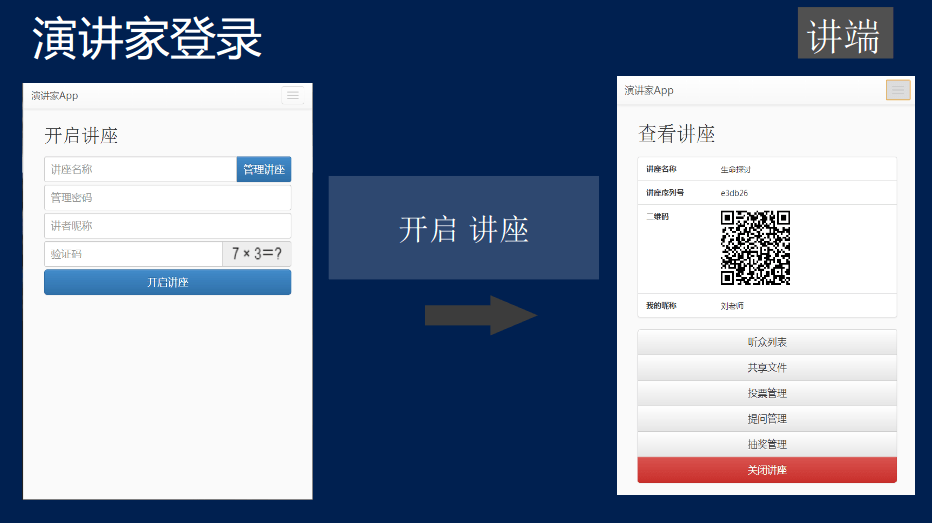 演讲家登录
讲端
演讲家App
开启讲座
讲座名称
管理讲座
管理密码
讲者昵称
验证码
7 × 3=?
开启讲座
开启 讲座
演讲家App
查看讲座
讲座名称 生命探讨
讲座序列号 e3db26
二维码
我的昵称 刘老师
听众列表
共享文件
投票管理
提问管理
抽奖管理
关闭讲座